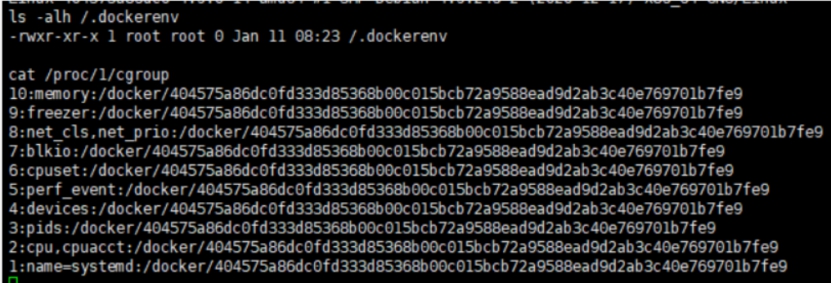 ls -alh /.dockerenv
-rwxr-xr-x 1 root root 0 Jan 11 08:23 /.dockerenv
cat /proc/1/cgroup
10:memory:/docker/404575a86dc0fd333d85368b00c015bcb72a9588ead9d2ab3c40e769701b7fe9
9:freezer:/docker/404575a86dc0fd333d85368b00c015bcb72a9588ead9d2ab3c40e769701b7fe9
8:net_cls,net_prio:/docker/404575a86dc0fd333d85368b00c015bcb72a9588ead9d2ab3c40e769701b7fe9
7:blkio:/docker/404575a86dc0fd333d85368b00c015bcb72a9588ead9d2ab3c40e769701b7fe9
6:cpuset:/docker/404575a86dc0fd333d85368b00c015bcb72a9588ead9d2ab3c40e769701b7fe9
5:perf_event:/docker/404575a86dc0fd333d85368b00c015bcb72a9588ead9d2ab3c40e769701b7fe9
4:devices:/docker/404575a86dc0fd333d85368b00c015bcb72a9588ead9d2ab3c40e769701b7fe9
3:pids:/docker/404575a86dc0fd333d85368b00c015bcb72a9588ead9d2ab3c40e769701b7fe9
2:cpu,cpuacct:/docker/404575a86dc0fd333d85368b00c015bcb72a9588ead9d2ab3c40e769701b7fe9
1:name=systemd:/docker/404575a86dc0fd333d85368b00c015bcb72a9588ead9d2ab3c40e769701b7fe9